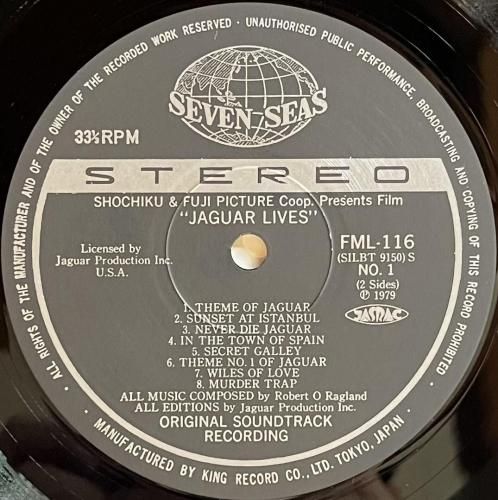 ALL RIGHTS OF THE MANUFACTURER AND OF THE OWNER OF THE RECORDED WORK RESERVED · UNAUTHORISED PUBLIC PERFORMANCE, BROADCASTING AND COPYING OF THIS RECORD PROHIBITED
SEVEN SEAS
33⅓RPM
STEREO
SHOCHIKU & FUJI PICTURE Coop. Presents Film
"JAGUAR LIVES"
Licensed by
Jaguar Production Inc.
U.S.A.
FML-116
(SILBT 9150) S
NO. 1
(2 Sides)
Ⓟ 1979
JASRAC
1. THEME OF JAGUAR
2. SUNSET AT ISTANBUL
3. NEVER DIE JAGUAR
4. IN THE TOWN OF SPAIN
5. SECRET GALLEY
6. THEME NO. 1 OF JAGUAR
7. WILES OF LOVE
8. MURDER TRAP
ALL MUSIC COMPOSED by Robert O Ragland
ALL EDITIONS by Jaguar Production Inc.
ORIGINAL SOUNDTRACK
RECORDING
· MANUFACTURED BY KING RECORD CO., LTD. TOKYO, JAPAN ·